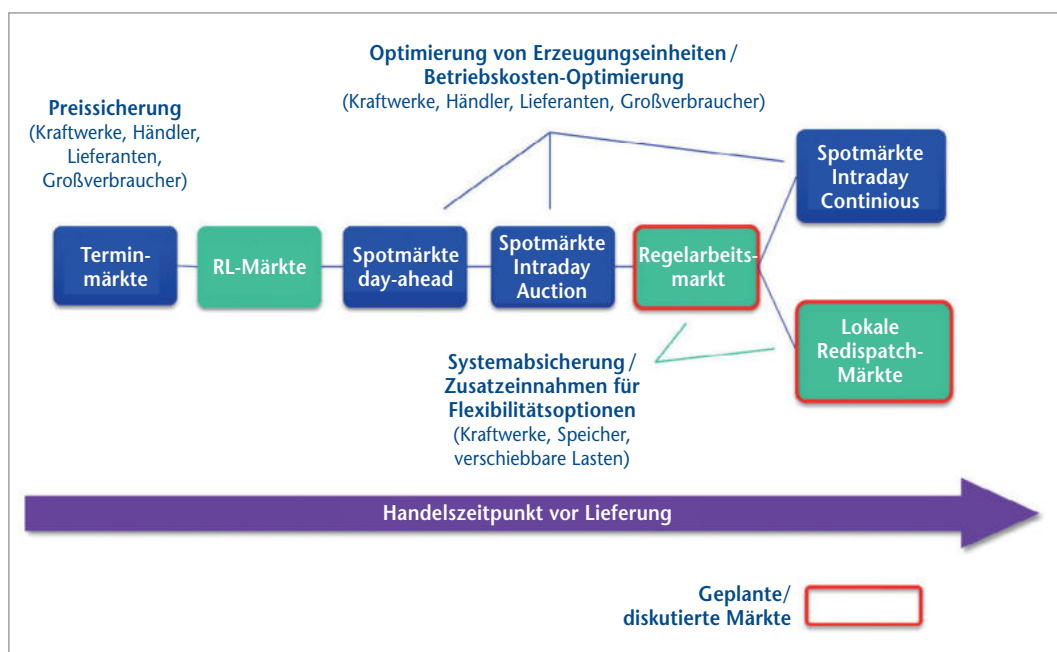 Optimierung von Erzeugungseinheiten /
Betriebskosten-Optimierung
(Kraftwerke, Händler, Lieferanten, Großverbraucher)
Preissicherung
(Kraftwerke, Händler,
Lieferanten,
Großverbraucher)
Termin-
märkte
RL-Märkte
Spotmärkte
day-ahead
Spotmärkte
Intraday
Auction
Regelarbeits-
markt
Spotmärkte
Intraday
Continious
Lokale
Redispatch-
Märkte
Systemabsicherung /
Zusatzeinnahmen für
Flexibilitätsoptionen
(Kraftwerke, Speicher,
verschiebbare Lasten)
Handelszeitpunkt vor Lieferung
Geplante/
diskutierte Märkte